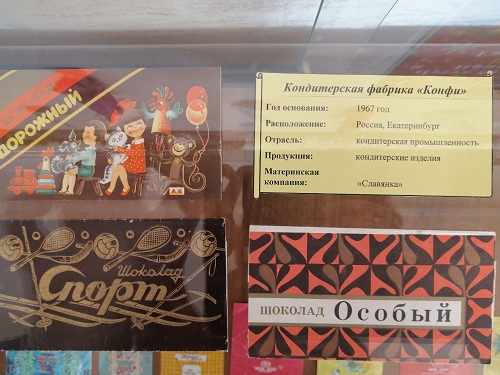 ДОРОЖНЫЙ
А.Б
Кондитерская фабрика «Конфи»
Год основания: 1967 год
Расположение: Россия, Екатеринбург
Отрасль: кондитерская промышленность
Продукция: кондитерские изделия
Материнская
компания: «Славянка»
Шоколад
Спорт
ШОКОЛАД Особый